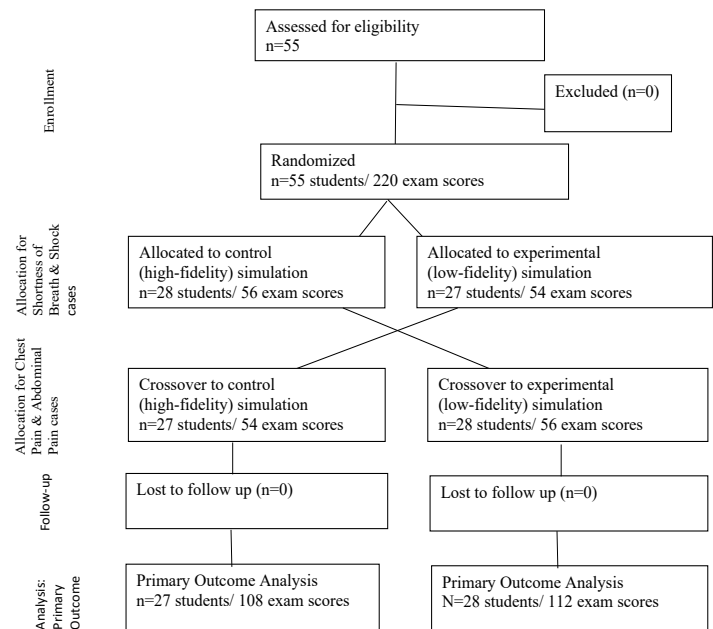 Assessed for eligibility
n=55
Enrollment
Excluded (n=0)
Randomized
n=55 students/ 220 exam scores
Allocation for
Shortness of
Breath & Shock
cases
Allocated to control
(high-fidelity) simulation
n=28 students/ 56 exam scores
Allocated to experimental
(low-fidelity) simulation
n=27 students/ 54 exam scores
Allocation for Chest
Pain & Abdominal
Pain cases
Crossover to control
(high-fidelity) simulation
n=27 students/ 54 exam scores
Crossover to experimental
(low-fidelity) simulation
n=28 students/ 56 exam scores
Follow-up
Lost to follow up (n=0)
Lost to follow up (n=0)
Analysis:
Primary
Outcome
Primary Outcome Analysis
n=27 students/ 108 exam scores
Primary Outcome Analysis
N=28 students/ 112 exam scores